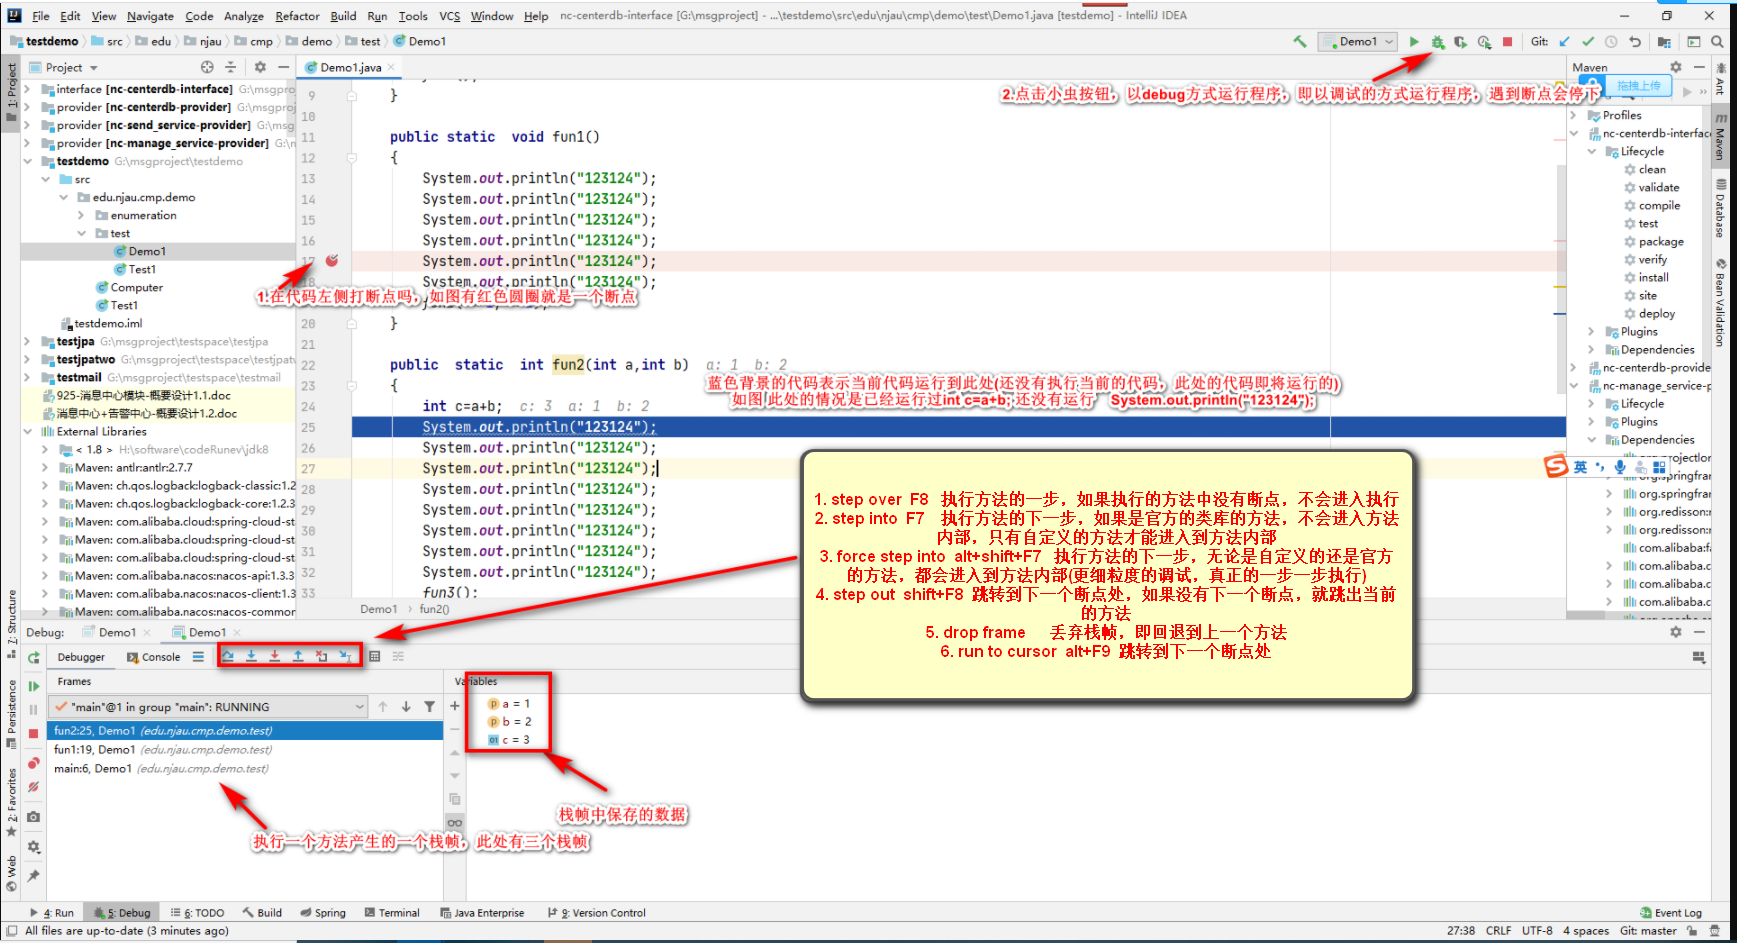 File Edit View Navigate Code Analyze Refactor Build Run Tools VCS Window Help nc-centerdb-interface [G:\msgproject] - ...\testdemo\src\edu\njau\cmp\demo\test\Demo1.java [testdemo] - IntelliJ IDEA
testdemo src edu njau cmp demo test Demo1
Demo1 Git:
Project
Demo1.java
Maven
1: Project
Ant
Maven
Database
Bean Validation
拖拽上传
2.点击小虫按钮，以debug方式运行程序，即以调试的方式运行程序，遇到断点会停下
interface [nc-centerdb-interface] G:\msgpro
provider [nc-centerdb-provider] G:\msgpro
provider [nc-send_service-provider] G:\msg
provider [nc-manage_service-provider] G:\n
testdemo G:\msgproject\testdemo
src
edu.njau.cmp.demo
enumeration
test
Demo1
Test1
Computer
Test1
testdemo.iml
testjpa G:\msgproject\testspace\testjpa
testjpatwo G:\msgproject\testspace\testjpatv
testmail G:\msgproject\testspace\testmail
925-消息中心模块-概要设计1.1.doc
消息中心+告警中心-概要设计1.2.doc
External Libraries
< 1.8 > H:\software\codeRunev\jdk8
Maven: antlr:antlr:2.7.7
Maven: ch.qos.logback:logback-classic:1.2
Maven: ch.qos.logback:logback-core:1.2.3
Maven: com.alibaba.cloud:spring-cloud-st
Maven: com.alibaba.cloud:spring-cloud-st
Maven: com.alibaba.cloud:spring-cloud-st
Maven: com.alibaba.nacos:nacos-api:1.3.3
Maven: com.alibaba.nacos:nacos-client:1.3
Maven: com.alibaba.nacos:nacos-common
9 }
10
11 public static void fun1()
12 {
13 System.out.println("123124");
14 System.out.println("123124");
15 System.out.println("123124");
16 System.out.println("123124");
17 System.out.println("123124");
18 System.out.println("123124");
1.在代码左侧打断点吗，如图有红色圆圈就是一个断点
20 }
21
22 public static int fun2(int a,int b) a: 1 b: 2
23 {
蓝色背景的代码表示当前代码运行到此处(还没有执行当前的代码，此处的代码即将运行的)
如图 此处的情况是已经运行过int c=a+b; 还没有运行 System.out.println("123124");
24 int c=a+b; c: 3 a: 1 b: 2
25 System.out.println("123124");
26 System.out.println("123124");
27 System.out.println("123124");
28 System.out.println("123124");
29 System.out.println("123124");
30 System.out.println("123124");
31 System.out.println("123124");
32 System.out.println("123124");
33 fun3();
Demo1 fun2()
Profiles
nc-centerdb-interfac
Lifecycle
clean
validate
compile
test
package
verify
install
site
deploy
Plugins
Dependencies
nc-centerdb-provide
nc-manage_service-p
Lifecycle
Plugins
Dependencies
org.projectlor
英
org.springfrar
org.springfrar
org.redisson:r
org.redisson:r
com.alibaba:fa
com.alibaba.c
com.alibaba.c
com.alibaba.c
1. step over F8 执行方法的一步，如果执行的方法中没有断点，不会进入执行
2. step into F7 执行方法的下一步，如果是官方的类库的方法，不会进入方法
内部，只有自定义的方法才能进入到方法内部
3. force step into alt+shift+F7 执行方法的下一步，无论是自定义的还是官方
的方法，都会进入到方法内部(更细粒度的调试，真正的一步一步执行)
4. step out shift+F8 跳转到下一个断点处，如果没有下一个断点，就跳出当前
的方法
5. drop frame 丢弃栈帧，即回退到上一个方法
6. run to cursor alt+F9 跳转到下一个断点处
Debug: Demo1 Demo1
Debugger Console
Frames
Variables
"main"@1 in group "main": RUNNING
fun2:25, Demo1 (edu.njau.cmp.demo.test)
fun1:19, Demo1 (edu.njau.cmp.demo.test)
main:6, Demo1 (edu.njau.cmp.demo.test)
a = 1
b = 2
c = 3
栈帧中保存的数据
执行一个方法产生的一个栈帧，此处有三个栈帧
Z: Structure
Persistence
2: Favorites
Web
4: Run 5: Debug 6: TODO Build Spring Terminal Java Enterprise 9: Version Control Event Log
All files are up-to-date (3 minutes ago) 27:38 CRLF UTF-8 4 spaces Git: master